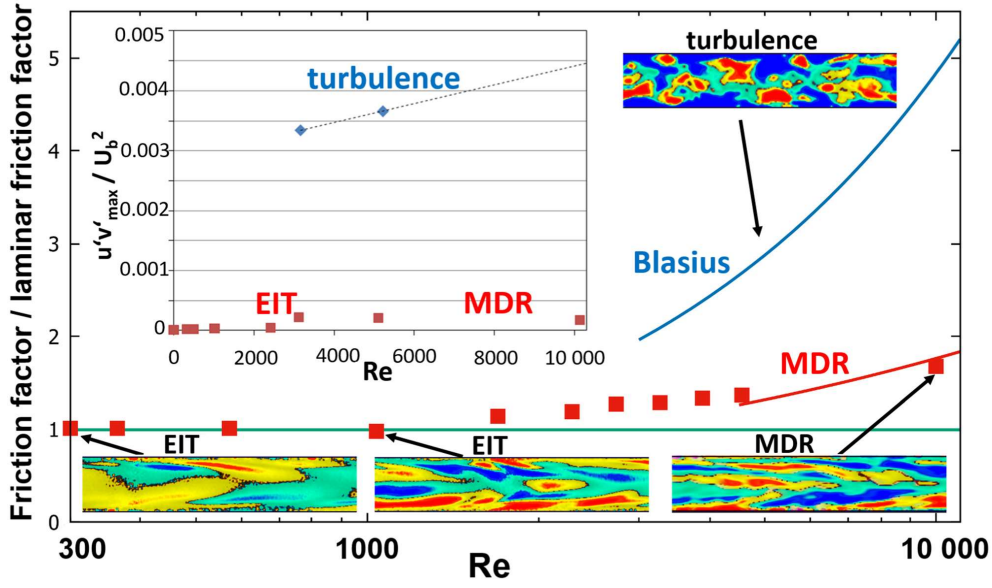 Friction factor / laminar friction factor
5
4
3
2
1
0
300
1000
10 000
Re
u'v'max / Ub²
0.005
0.004
0.003
0.002
0.001
0
0
2000
4000
6000
8000
10 000
Re
turbulence
EIT
MDR
turbulence
Blasius
MDR
EIT
EIT
MDR